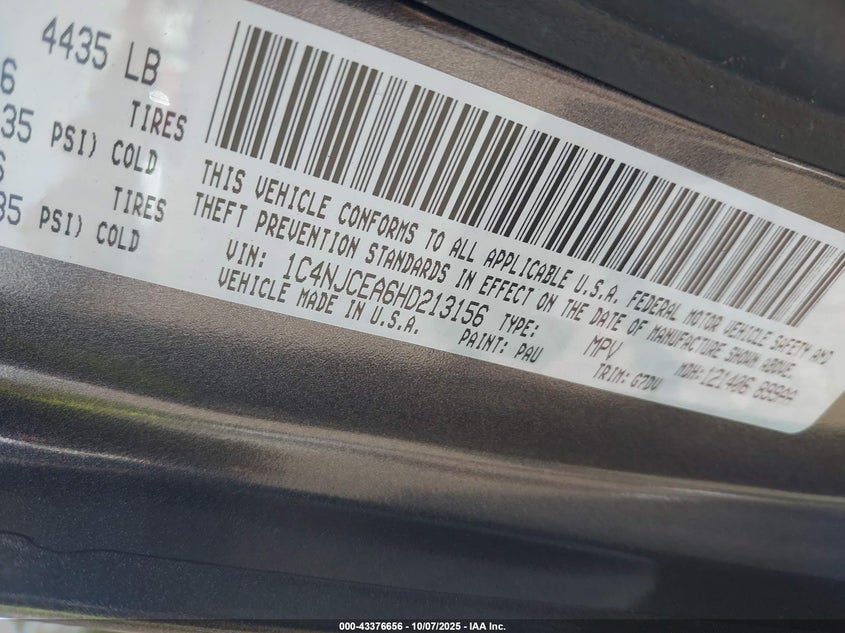 4435 LB
6 TIRES
35 PSI) COLD
6 TIRES
35 PSI) COLD
THIS VEHICLE CONFORMS TO ALL APPLICABLE U.S.A. FEDERAL MOTOR VEHICLE SAFETY AND
THEFT PREVENTION STANDARDS IN EFFECT ON THE DATE OF MANUFACTURE SHOWN ABOVE.
VIN: 1C4NJCEA6HD213156 TYPE: MPV MDH:121406 899AA
VEHICLE MADE IN U.S.A. PAINT: PAU TRIM: G7DV
000-43376656 - 10/07/2025 - IAA Inc.